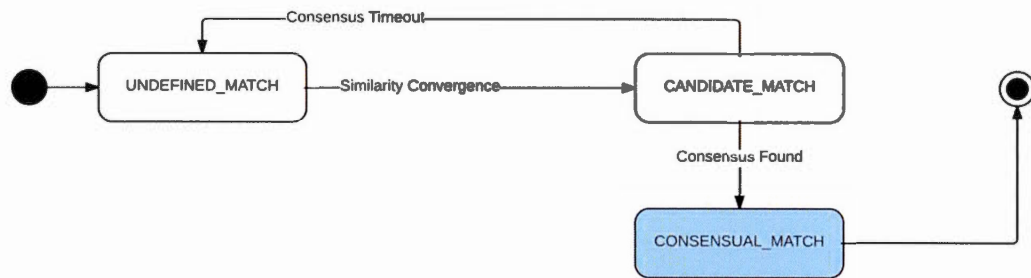 Consensus Timeout
UNDEFINED_MATCH
Similarity Convergence
CANDIDATE_MATCH
Consensus Found
CONSENSUAL_MATCH